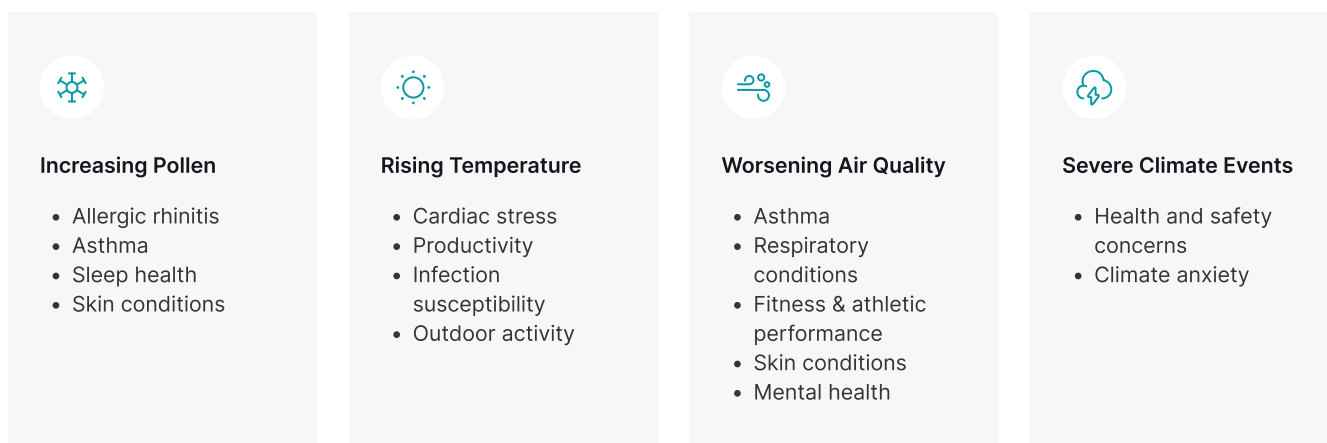 Increasing Pollen
• Allergic rhinitis
• Asthma
• Sleep health
• Skin conditions
Rising Temperature
• Cardiac stress
• Productivity
• Infection
susceptibility
• Outdoor activity
Worsening Air Quality
• Asthma
• Respiratory
conditions
• Fitness & athletic
performance
• Skin conditions
• Mental health
Severe Climate Events
• Health and safety
concerns
• Climate anxiety